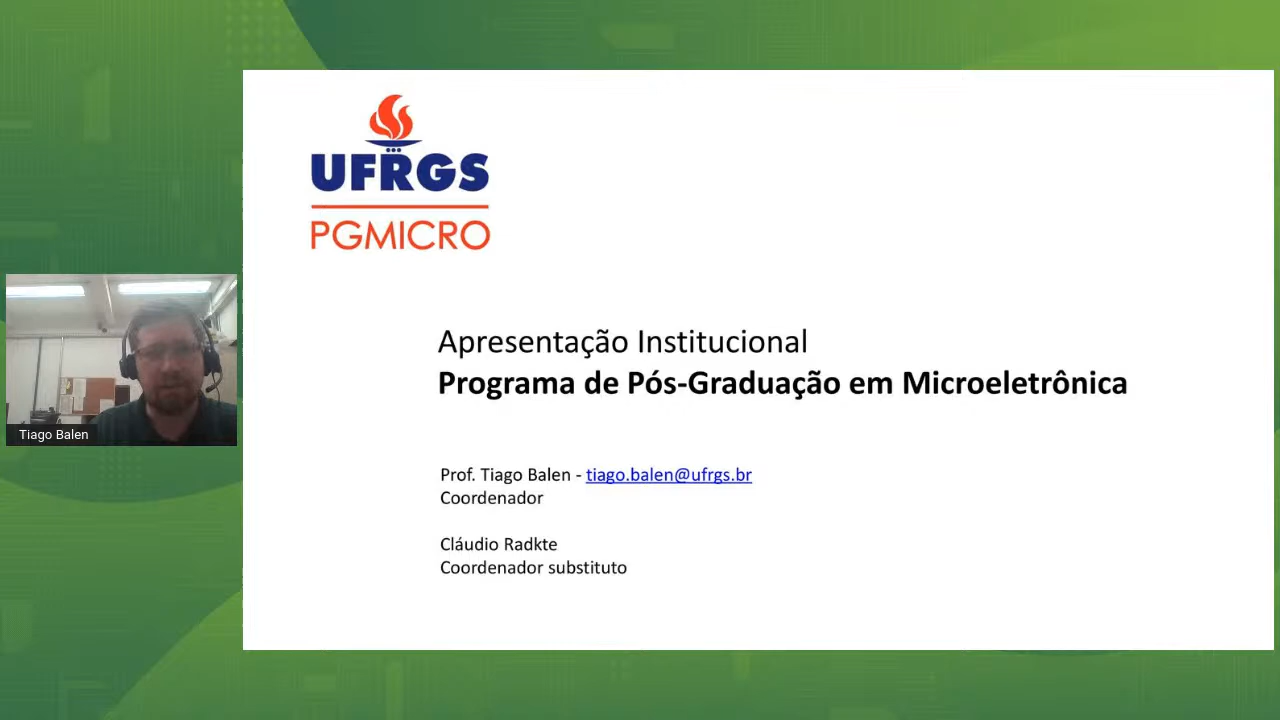 UFRGS
PGMICRO
Apresentação Institucional
Programa de Pós-Graduação em Microeletrônica
Tiago Balen
Prof. Tiago Balen - tiago.balen@ufrgs.br
Coordenador
Cláudio Radkte
Coordenador substituto